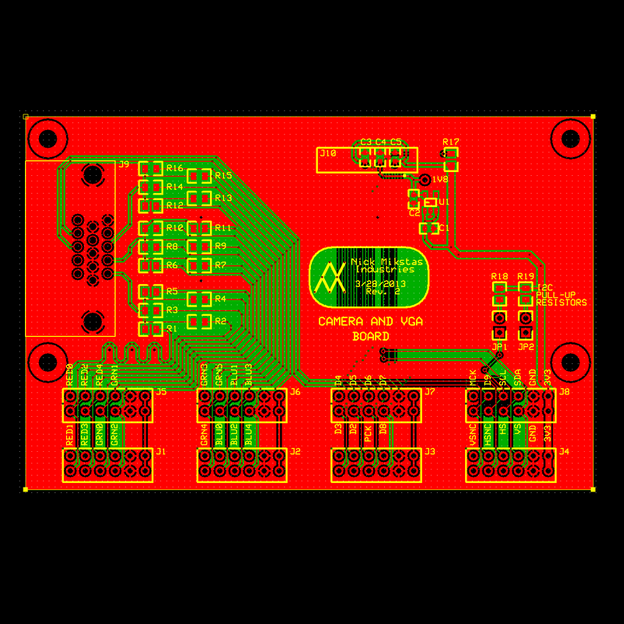 C3 C4 C5
R17
J10
J9
R16
R15
1V8
R14
R13
R12
U1
C2
R10 R11
C1
R8 R9
R6 R7
Nick Mikstas
Industries
3/28/2013
Rev. 2
R18 R19
I2C
PULL-UP
RESISTORS
R5
R4
R3
R2
R1
CAMERA AND VGA
BOARD
JP1 JP2
RED0 RED2 RED4 GRN1
J5
GRN3 GRN5 BLU1 BLU3
J6
D4 D5 D6 D7
J7
MCK D9 SCL SDA GND 3V3
J8
RED1 RED3 GRN0 GRN2
J1
GRN4 BLU0 BLU2 BLU4
J2
D3 D2 PCK D8
J3
VSNC HSNC HS VS GND 3V3
J4